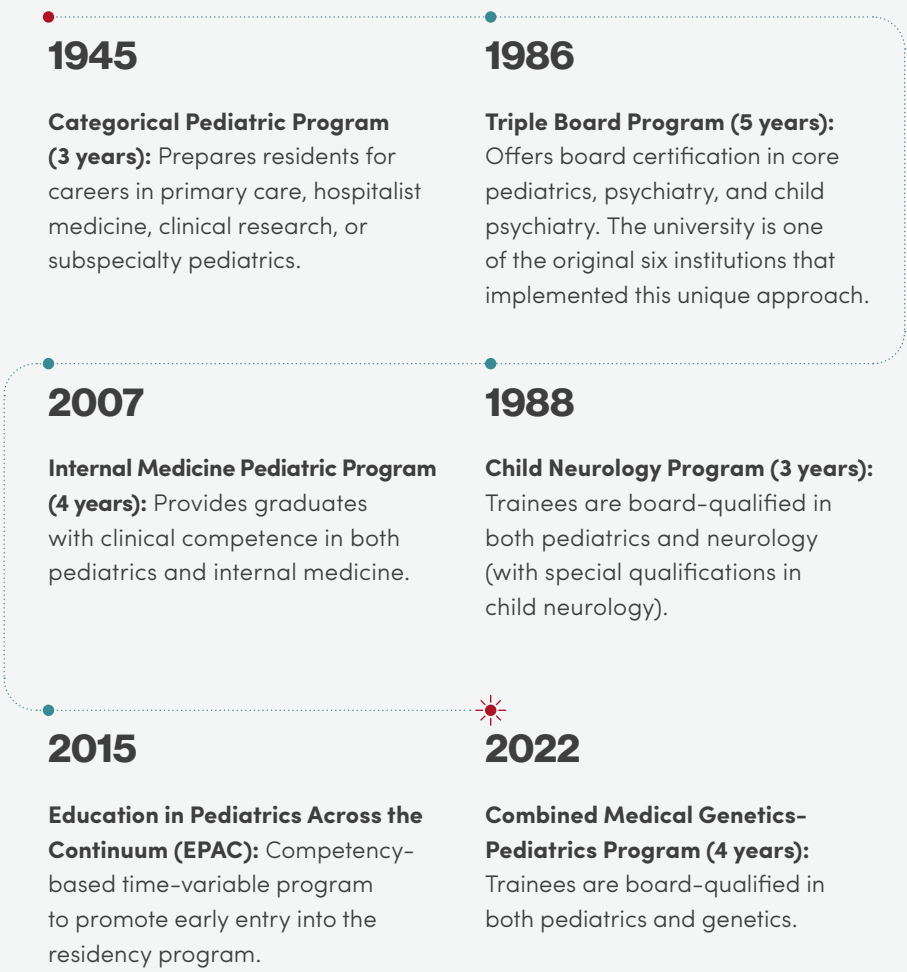 1945
Categorical Pediatric Program
(3 years): Prepares residents for
careers in primary care, hospitalist
medicine, clinical research, or
subspecialty pediatrics.
1986
Triple Board Program (5 years):
Offers board certification in core
pediatrics, psychiatry, and child
psychiatry. The university is one
of the original six institutions that
implemented this unique approach.
1988
Child Neurology Program (3 years):
Trainees are board-qualified in
both pediatrics and neurology
(with special qualifications in
child neurology).
2007
Internal Medicine Pediatric Program
(4 years): Provides graduates
with clinical competence in both
pediatrics and internal medicine.
2015
Education in Pediatrics Across the
Continuum (EPAC): Competency-
based time-variable program
to promote early entry into the
residency program.
2022
Combined Medical Genetics-
Pediatrics Program (4 years):
Trainees are board-qualified in
both pediatrics and genetics.